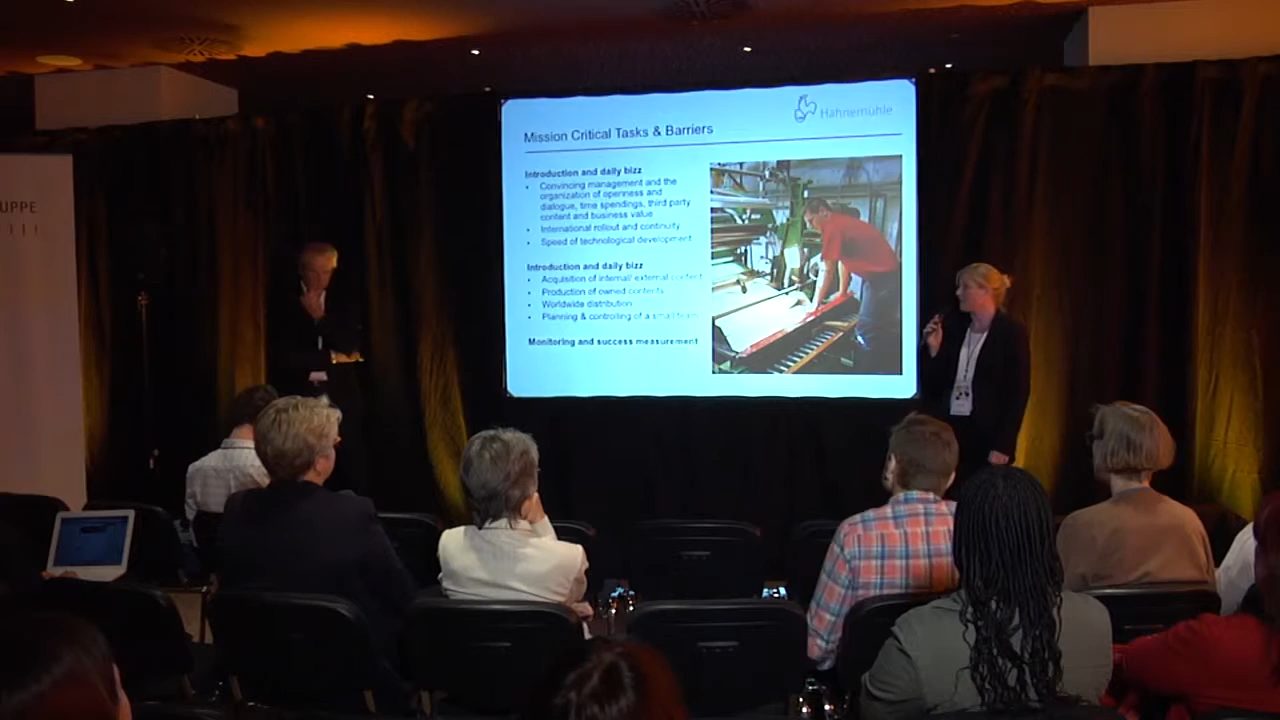 UPPE
Hahnemühle
Mission Critical Tasks & Barriers
Introduction and daily bizz
• Convincing management and the
organization of openness and
dialogue, time spendings, third party
content and business value
• International rollout and continuity
• Speed of technological development
Introduction and daily bizz
• Acquisition of internal/ external content
• Production of owned contents
• Worldwide distribution
• Planning & controlling of a small team
Monitoring and success measurement